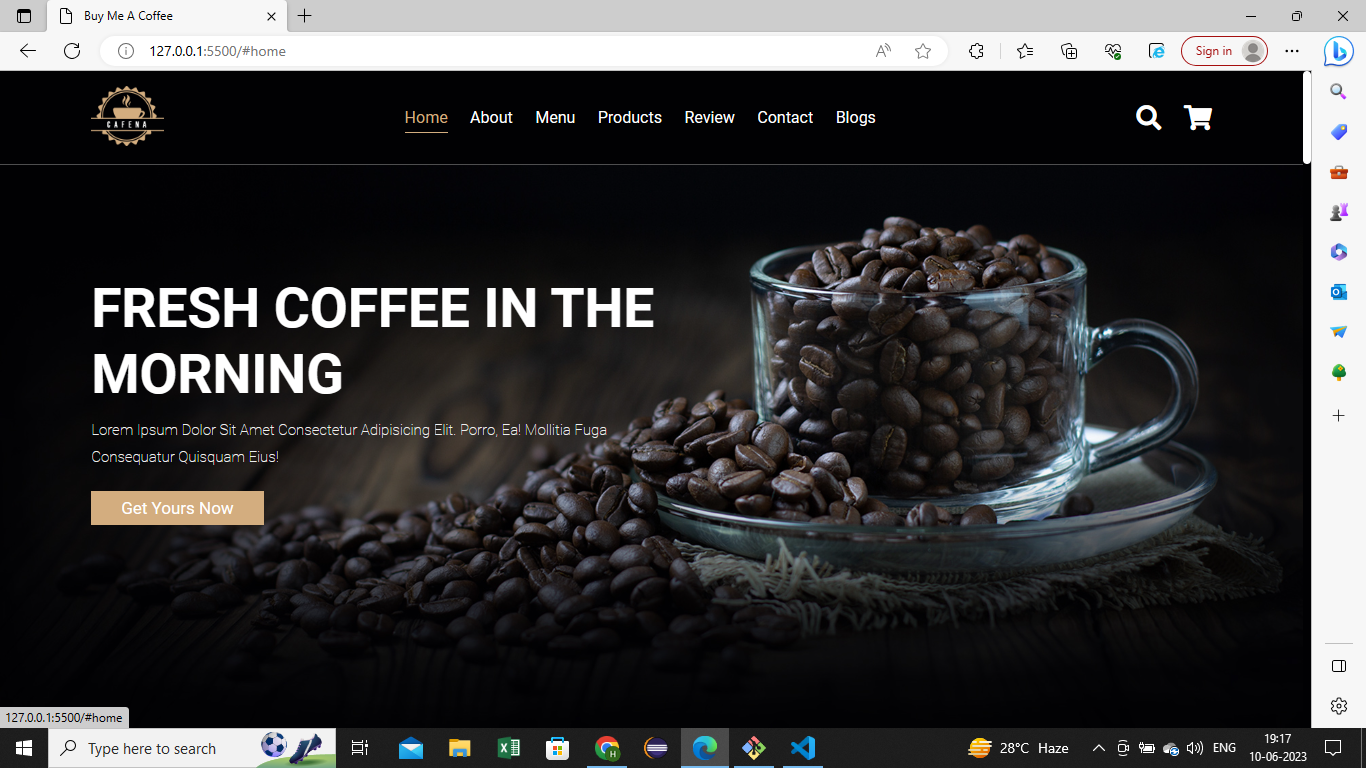 Buy Me A Coffee
127.0.0.1:5500/#home
Sign in
CAFENA
Home About Menu Products Review Contact Blogs
FRESH COFFEE IN THE
MORNING
Lorem Ipsum Dolor Sit Amet Consectetur Adipisicing Elit. Porro, Ea! Mollitia Fuga
Consequatur Quisquam Eius!
Get Yours Now
127.0.0.1:5500/#home
Type here to search
28°C Haze
ENG
19:17
10-06-2023